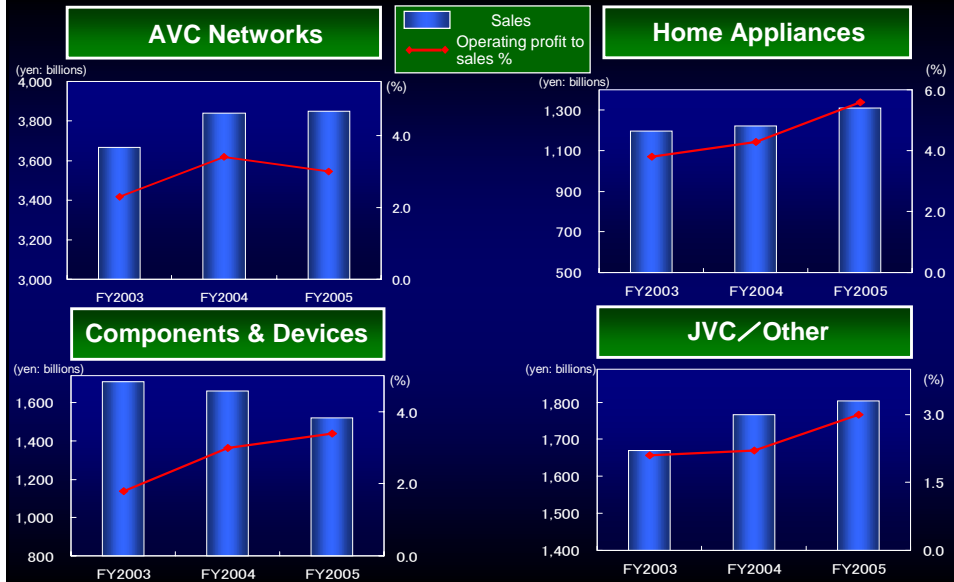 AVC Networks
Sales
Operating profit to
sales %
Home Appliances
(yen: billions)
(%)
4,000
3,800
3,600
3,400
3,200
3,000
4.0
2.0
0.0
FY2003
FY2004
FY2005
(yen: billions)
(%)
1,300
1,100
900
700
500
6.0
4.0
2.0
0.0
FY2003
FY2004
FY2005
Components & Devices
JVC／Other
(yen: billions)
(%)
1,600
1,400
1,200
1,000
800
4.0
2.0
0.0
FY2003
FY2004
FY2005
(yen: billions)
(%)
1,800
1,700
1,600
1,500
1,400
3.0
1.5
0.0
FY2003
FY2004
FY2005